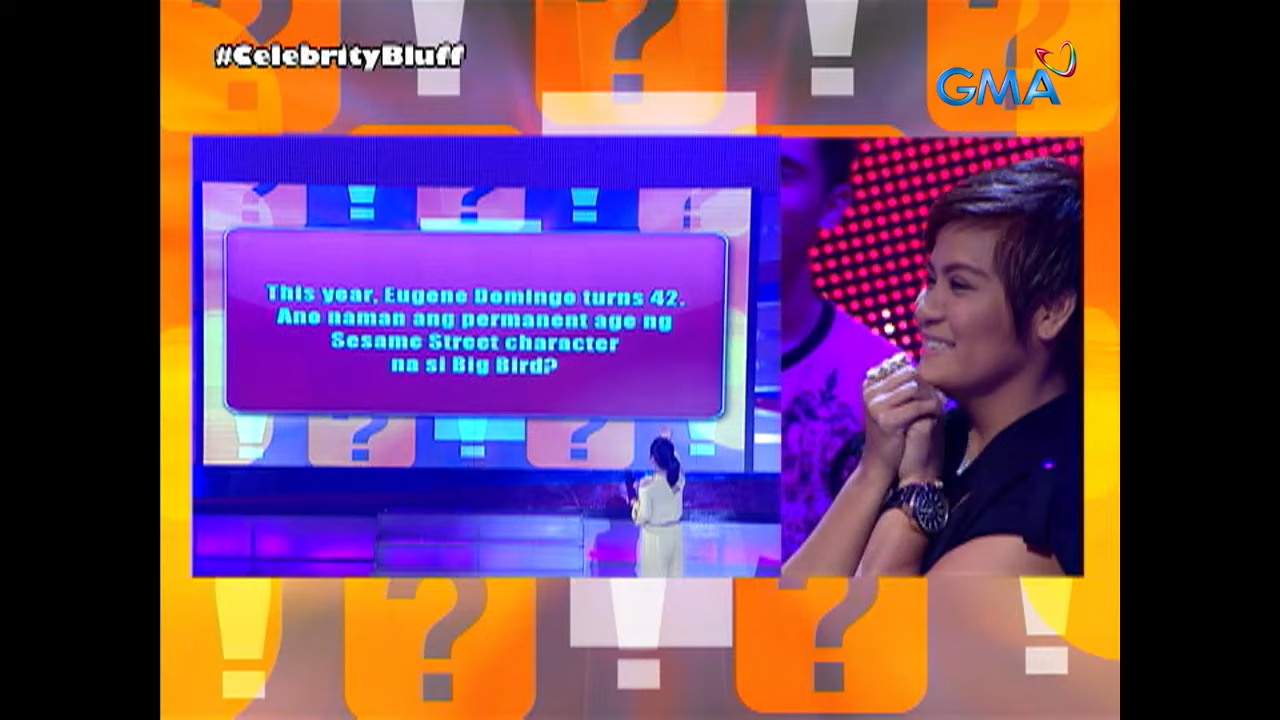 #CelebrityBluff
GMA
This year, Eugene Domingo turns 42.
Ano naman ang permanent age ng
Sesame Street character
na si Big Bird?